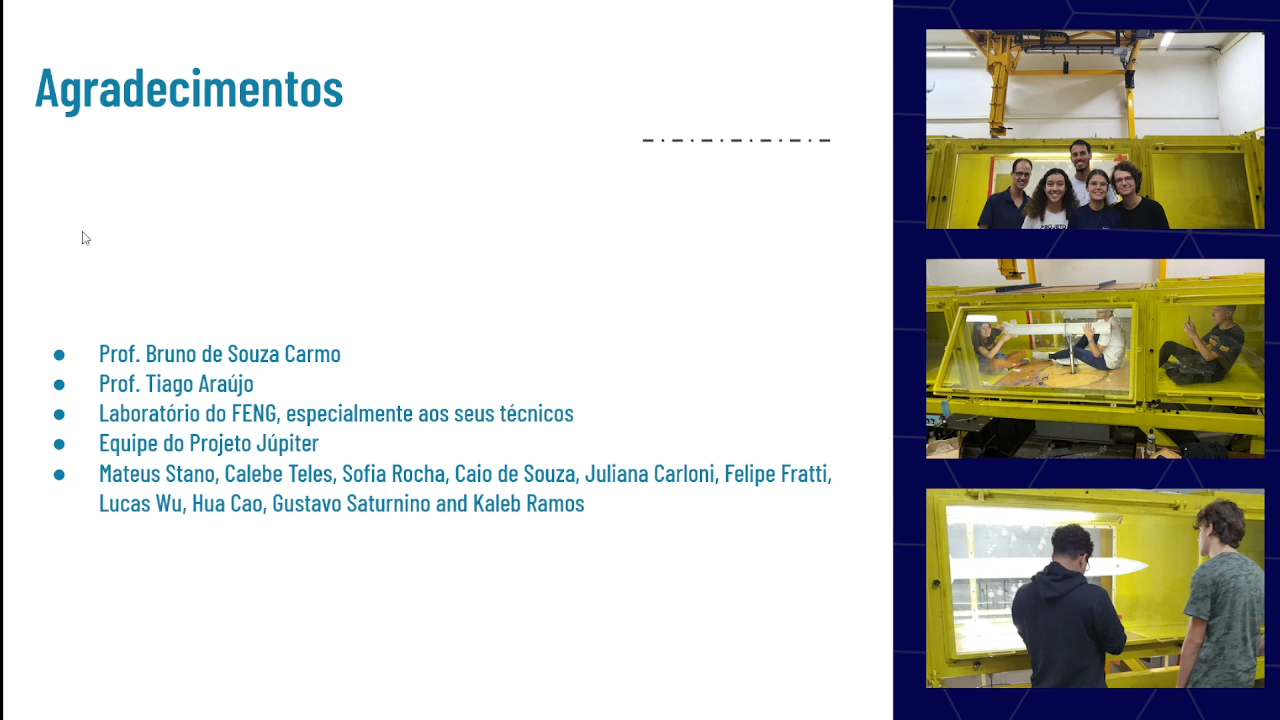 Agradecimentos
Prof. Bruno de Souza Carmo
Prof. Tiago Araújo
Laboratório do FENG, especialmente aos seus técnicos
Equipe do Projeto Júpiter
Mateus Stano, Calebe Teles, Sofia Rocha, Caio de Souza, Juliana Carloni, Felipe Fratti,
Lucas Wu, Hua Cao, Gustavo Saturnino and Kaleb Ramos
PROJETO